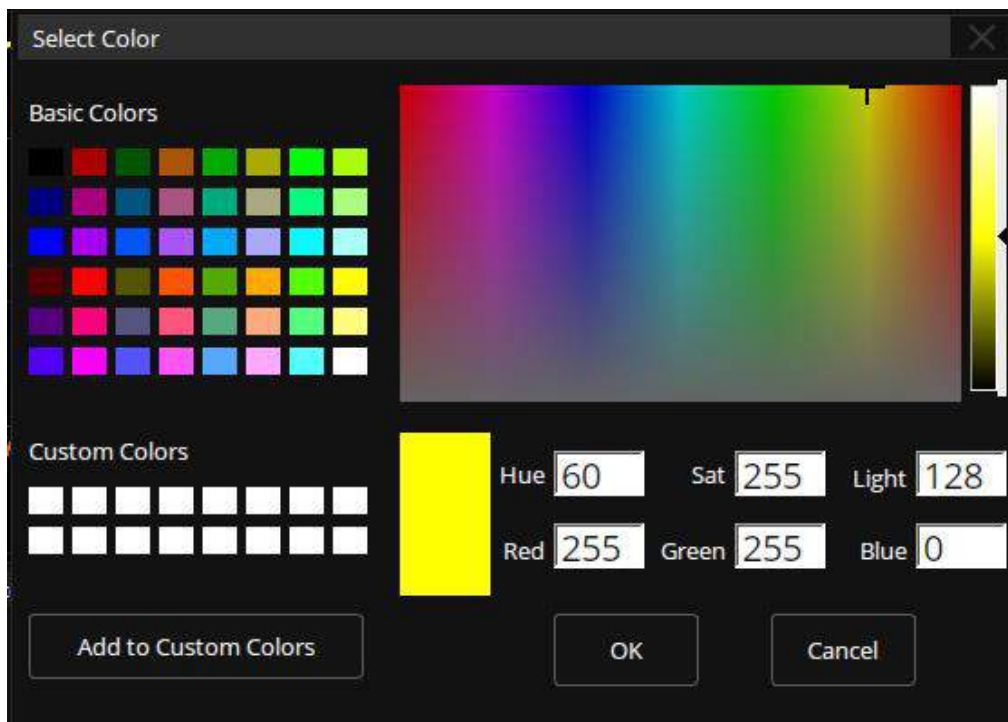 Select Color
Basic Colors
Custom Colors
Hue 60 Sat 255 Light 128
Red 255 Green 255 Blue 0
Add to Custom Colors OK Cancel